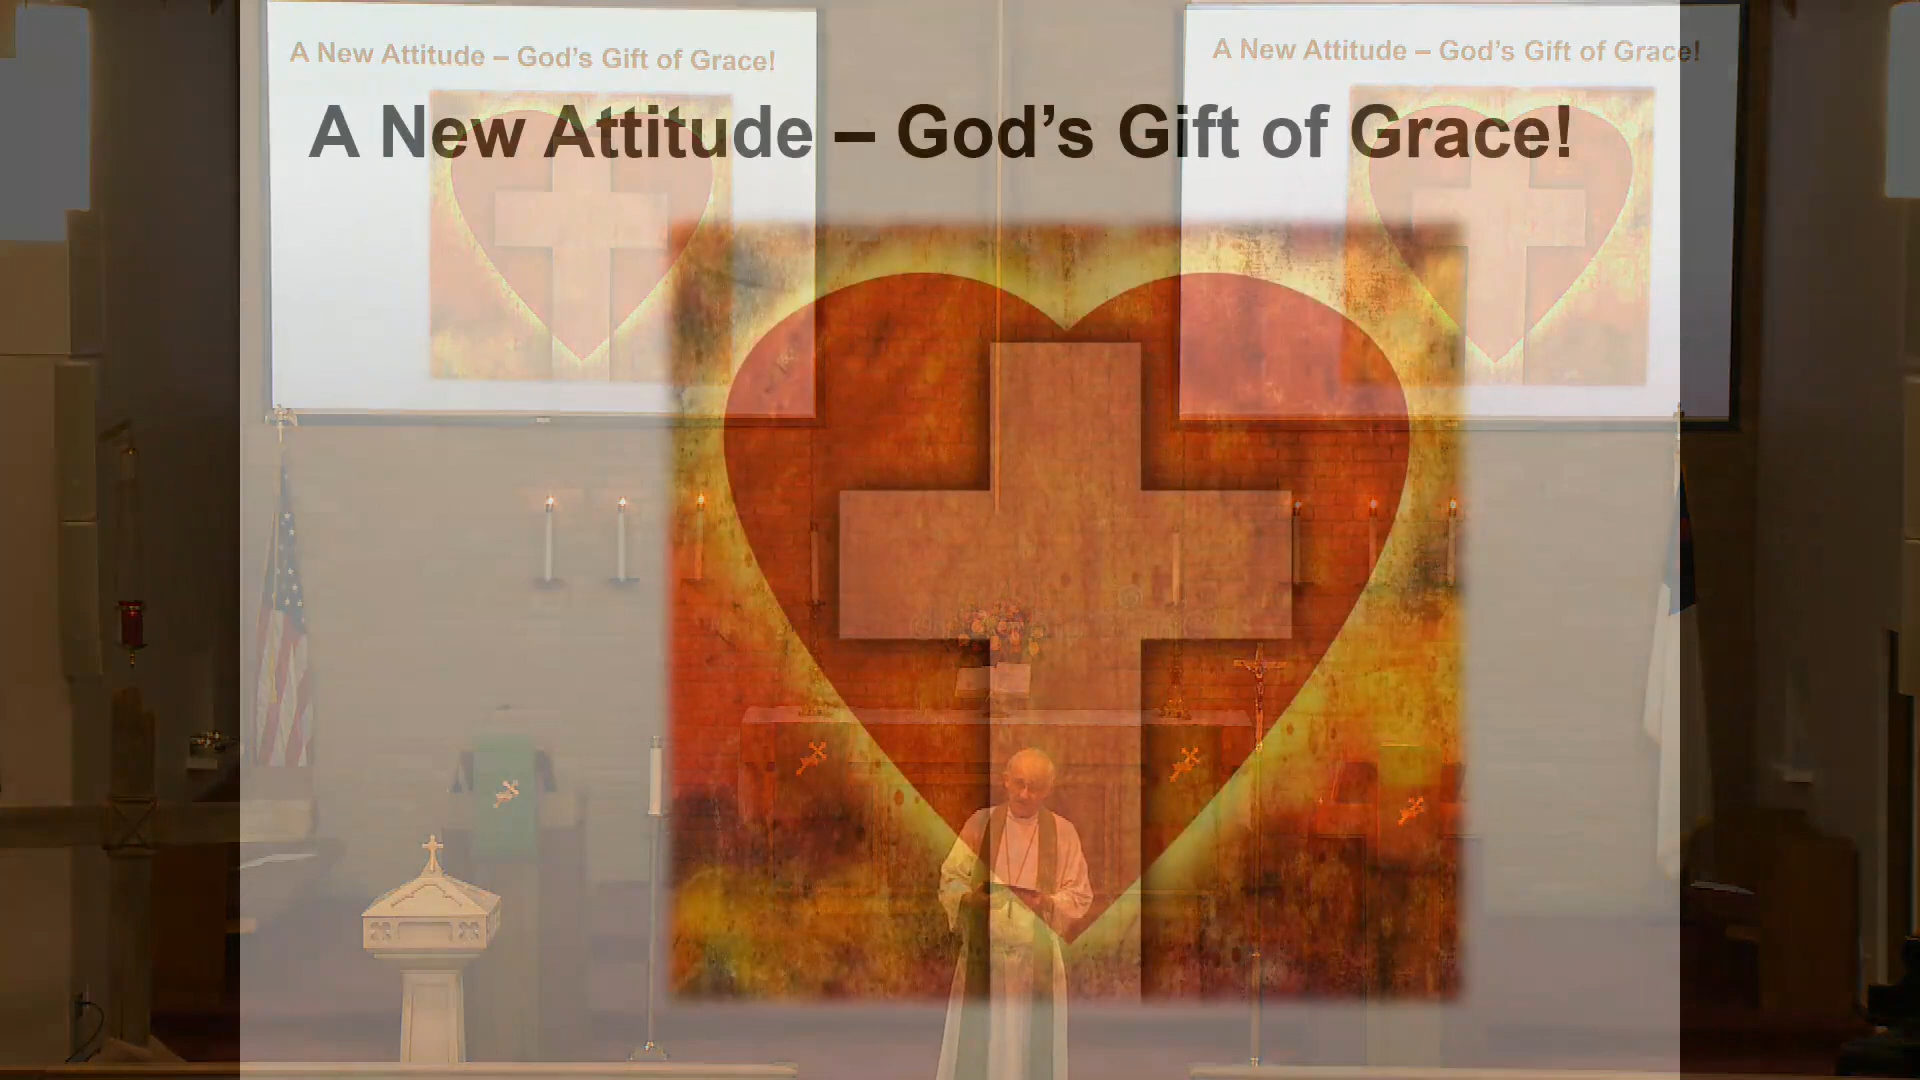 A New Attitude – God's Gift of Grace!
A New Attitude – God's Gift of Grace!
A New Attitude – God’s Gift of Grace!